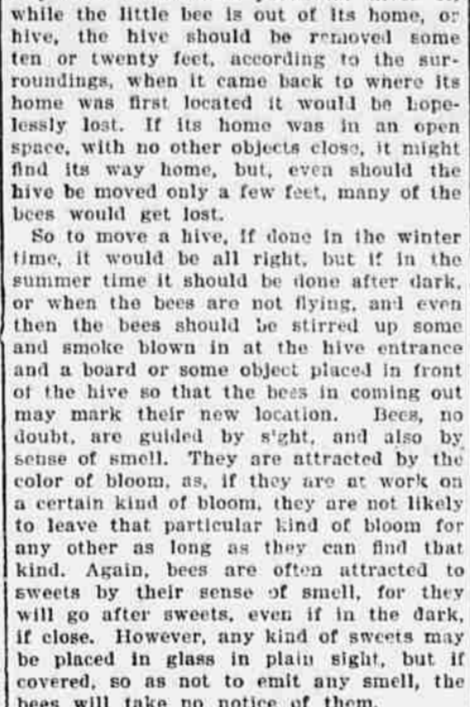 while the little bee is out of its home, or
hive, the hive should be removed some
ten or twenty feet, according to the sur-
roundings, when it came back to where its
home was first located it would be hope-
lessly lost. If its home was in an open
space, with no other objects close, it might
find its way home, but, even should the
hive be moved only a few feet, many of the
bees would get lost.
So to move a hive, if done in the winter
time, it would be all right, but if in the
summer time it should be done after dark,
or when the bees are not flying, and even
then the bees should be stirred up some
and smoke blown in at the hive entrance
and a board or some object placed in front
of the hive so that the bees in coming out
may mark their new location. Bees, no
doubt, are guided by s'ght, and also by
sense of smell. They are attracted by the
color of bloom, as, if they are at work on
a certain kind of bloom, they are not likely
to leave that particular kind of bloom for
any other as long as they can find that
kind. Again, bees are often attracted to
sweets by their sense of smell, for they
will go after sweets, even if in the dark,
if close. However, any kind of sweets may
be placed in glass in plain sight, but if
covered, so as not to emit any smell, the
bees will take no notice of them.